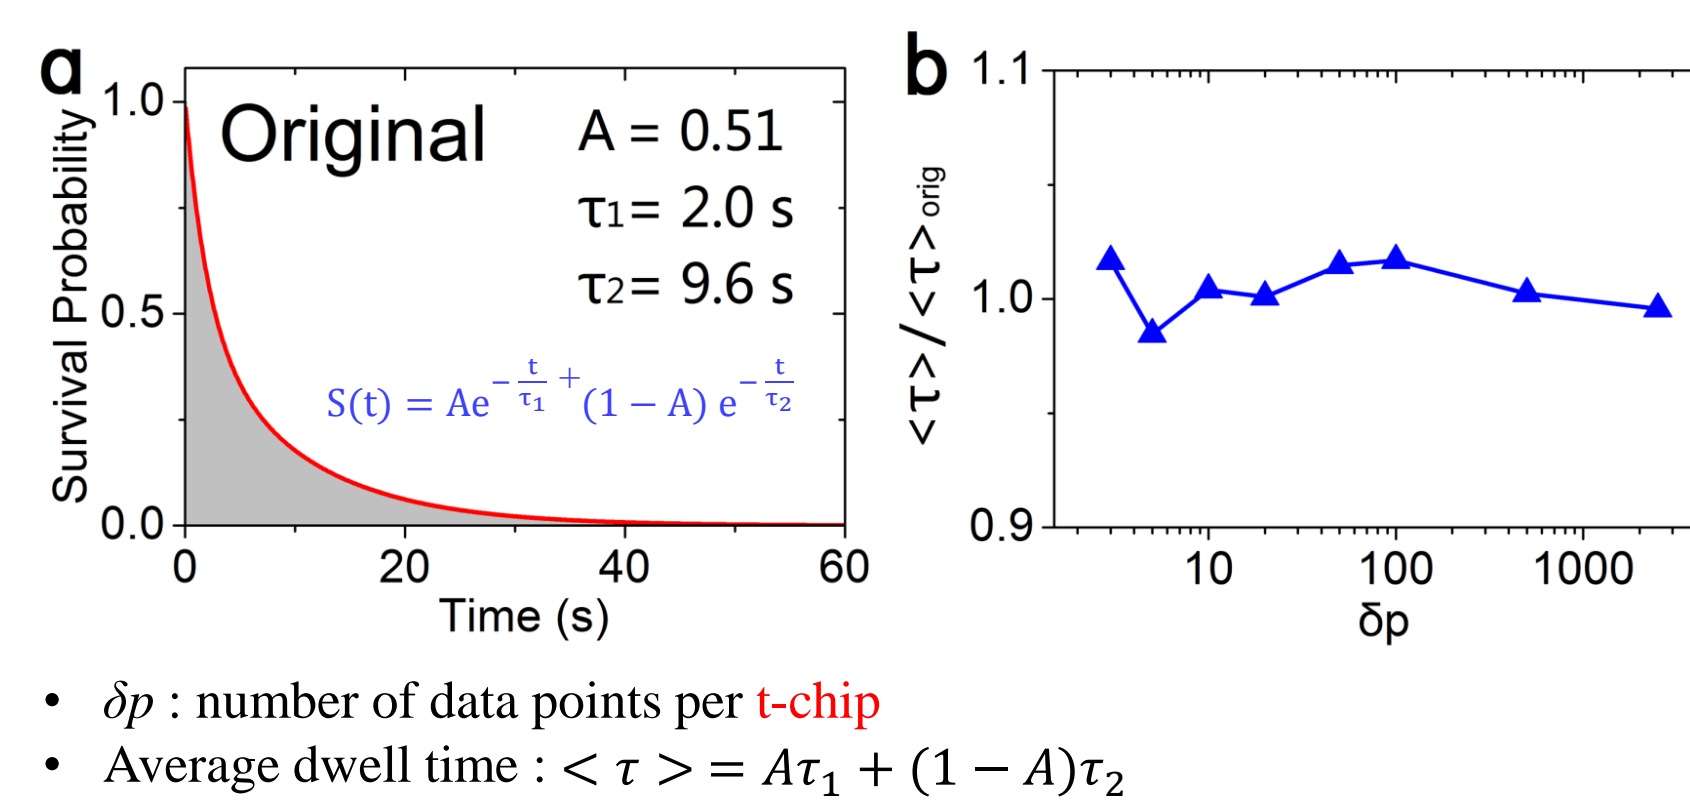 a
Original
A = 0.51
τ1= 2.0 s
τ2= 9.6 s
S(t) = Ae^{-t/τ₁} + (1 − A) e^{-t/τ₂}
Survival Probability
1.0
0.5
0.0
0 20 40 60
Time (s)
b
<τ>/<τ>orig
1.1
1.0
0.9
10 100 1000
δp
• δp : number of data points per t-chip
• Average dwell time : < τ > = Aτ₁ + (1 − A)τ₂